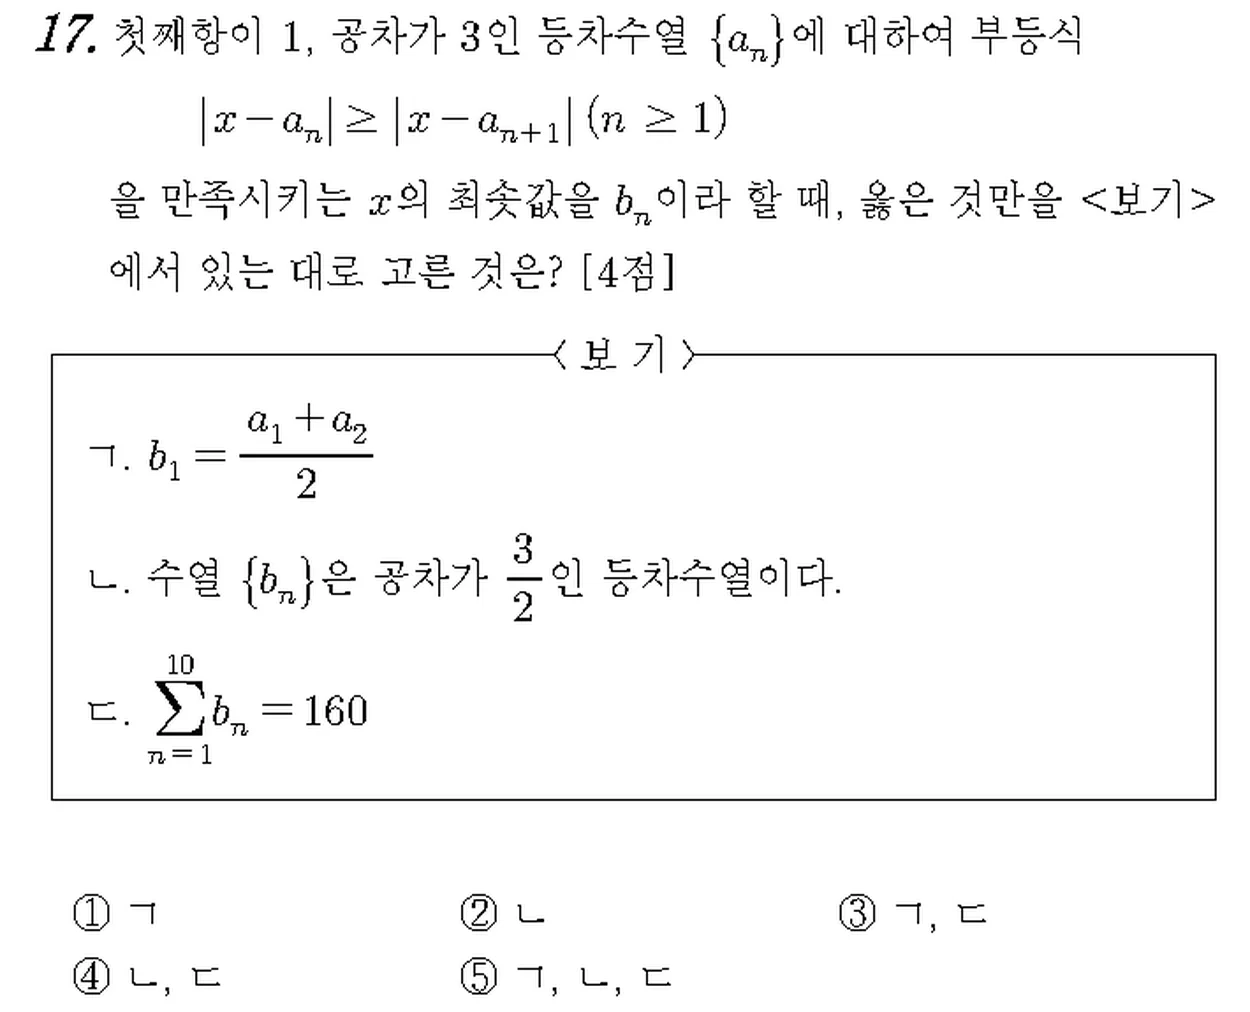 17. 첫째항이 1, 공차가 3인 등차수열 {aₙ}에 대하여 부등식
|x－aₙ| ≥ |x－aₙ₊₁| (n ≥ 1)
을 만족시키는 x의 최솟값을 bₙ이라 할 때, 옳은 것만을 <보기>
에서 있는 대로 고른 것은? [4점]
〈 보 기 〉
ㄱ. b₁ = (a₁＋a₂)/2
ㄴ. 수열 {bₙ}은 공차가 3/2인 등차수열이다.
ㄷ. ∑_{n=1}^{10} bₙ = 160
① ㄱ ② ㄴ ③ ㄱ, ㄷ
④ ㄴ, ㄷ ⑤ ㄱ, ㄴ, ㄷ